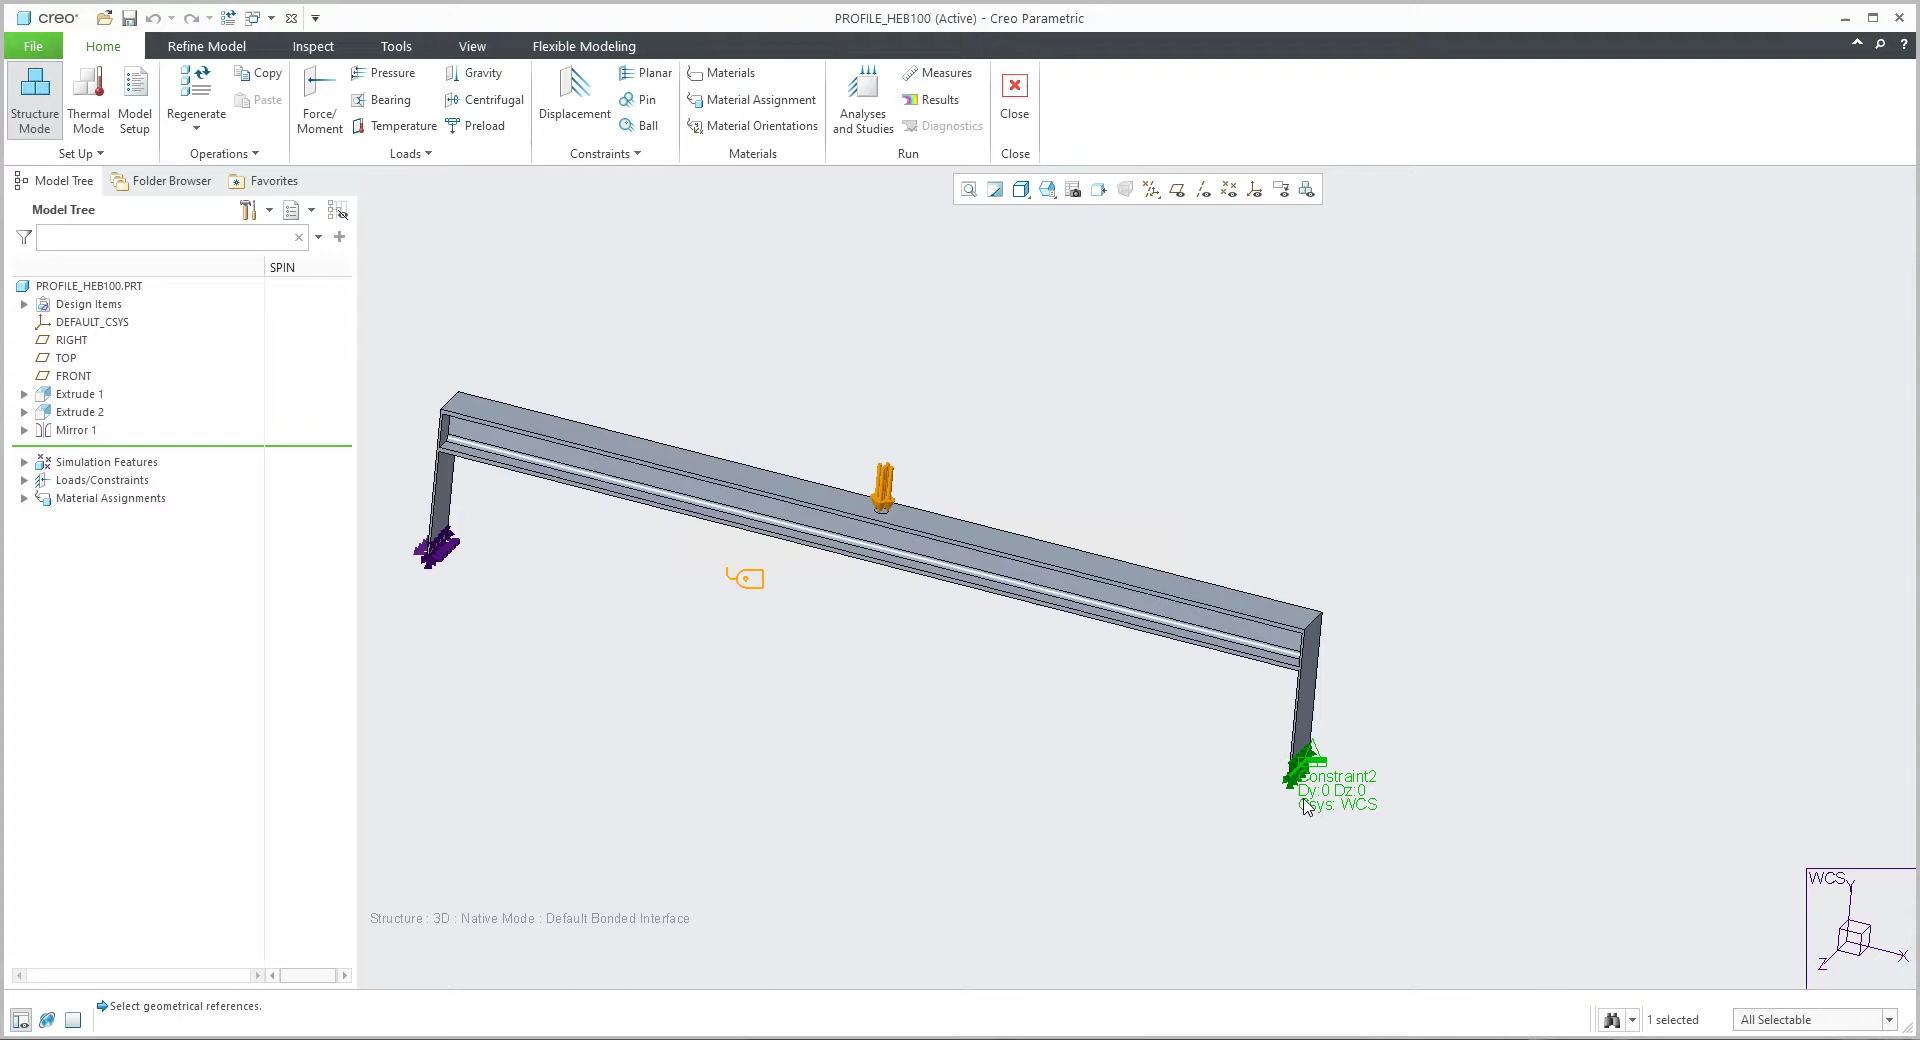 creo
PROFILE_HEB100 (Active) - Creo Parametric
File
Home
Refine Model
Inspect
Tools
View
Flexible Modeling
Structure
Mode
Thermal
Mode
Model
Setup
Set Up
Regenerate
Copy
Paste
Operations
Force/
Moment
Pressure
Bearing
Temperature
Gravity
Centrifugal
Preload
Loads
Displacement
Planar
Pin
Ball
Constraints
Materials
Material Assignment
Material Orientations
Materials
Analyses
and Studies
Measures
Results
Diagnostics
Run
Close
Close
Model Tree
Folder Browser
Favorites
Model Tree
SPIN
PROFILE_HEB100.PRT
Design Items
DEFAULT_CSYS
RIGHT
TOP
FRONT
Extrude 1
Extrude 2
Mirror 1
Simulation Features
Loads/Constraints
Material Assignments
Constraint2
Dy:0 Dz:0
Csys: WCS
Structure : 3D : Native Mode : Default Bonded Interface
WCS
Y
X
Z
Select geometrical references.
1 selected
All Selectable